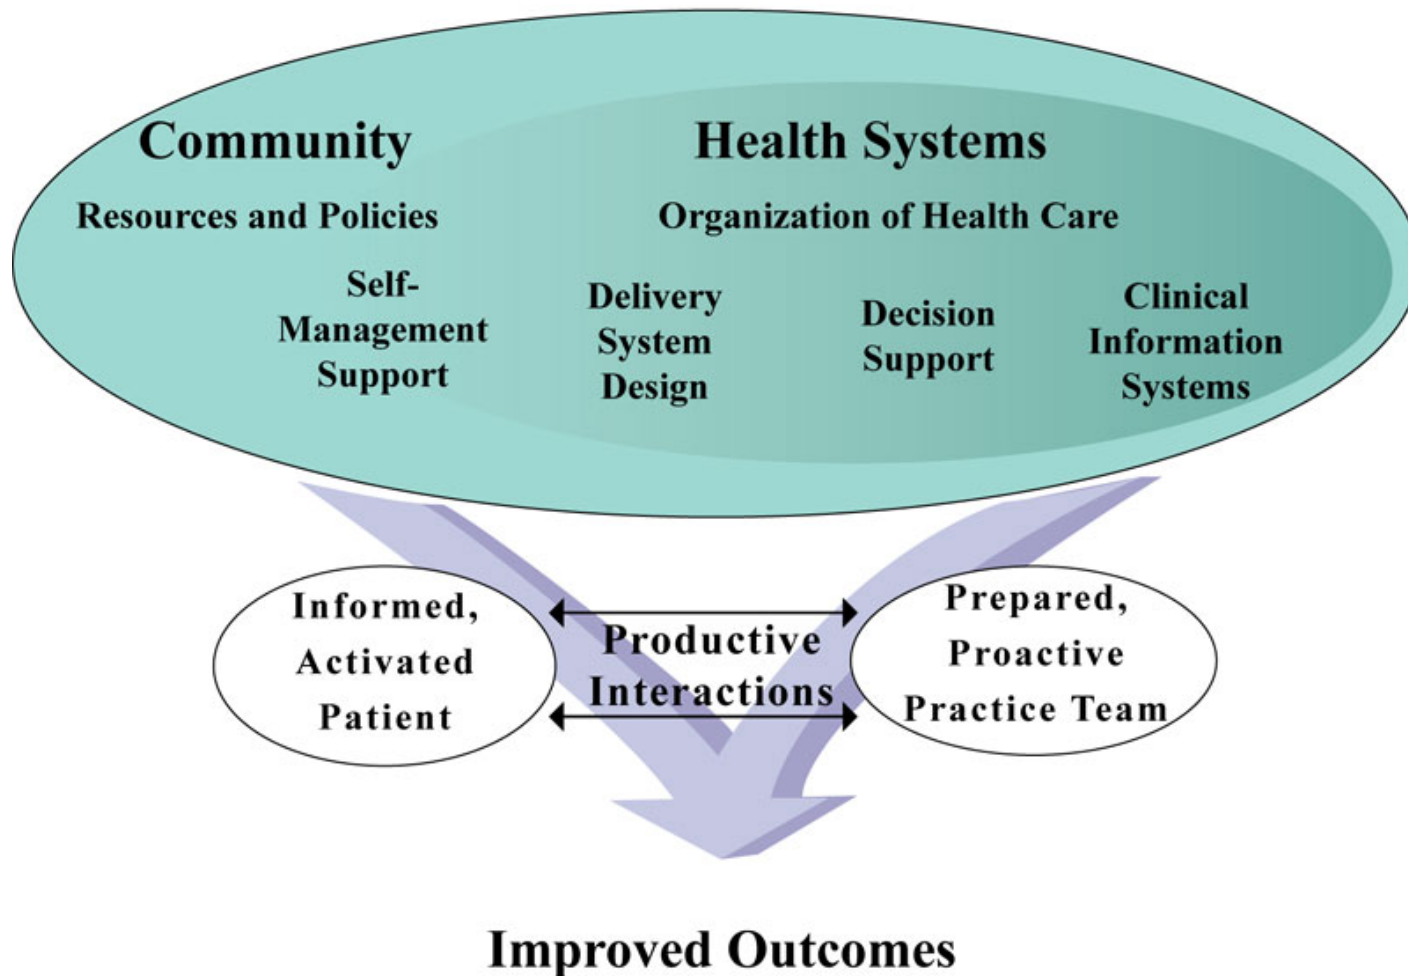 Community
Health Systems
Resources and Policies
Organization of Health Care
Self-
Management
Support
Delivery
System
Design
Decision
Support
Clinical
Information
Systems
Informed,
Activated
Patient
Productive
Interactions
Prepared,
Proactive
Practice Team
Improved Outcomes